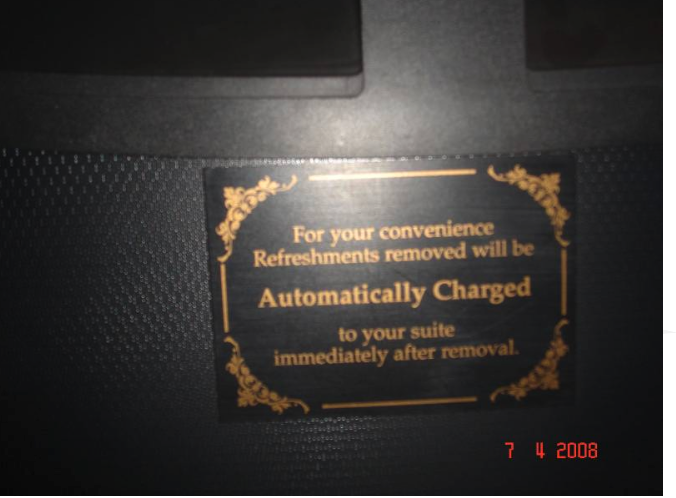 For your convenience
Refreshments removed will be
Automatically Charged
to your suite
immediately after removal.
7 4 2008